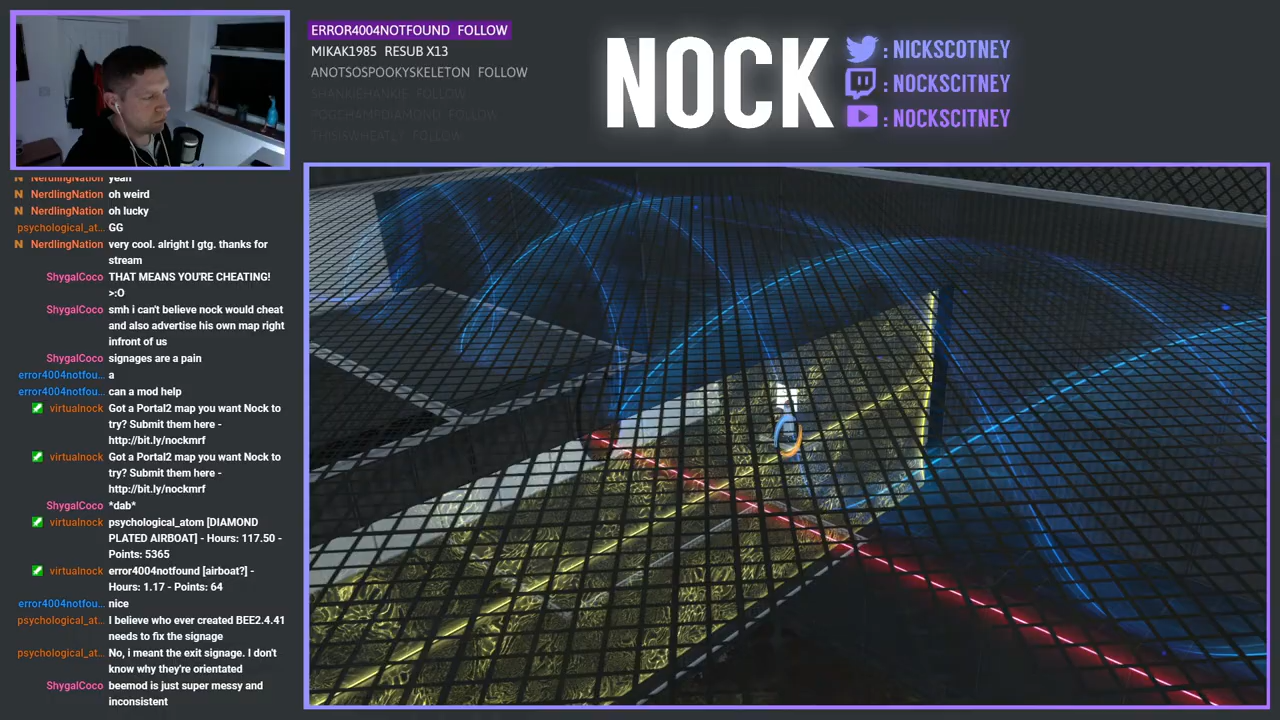 ERROR4004NOTFOUND FOLLOW
MIKAK1985 RESUB X13
ANOTSOSPOOKYSKELETON FOLLOW
SHANKIEHANKIE FOLLOW
POGCHAMPDIAMOND FOLLOW
THISISWHEATLY FOLLOW
NOCK
: NICKSCOTNEY
: NOCKSCITNEY
: NOCKSCITNEY
NerdlingNation yeah
NerdlingNation oh weird
NerdlingNation oh lucky
psychological_at... GG
NerdlingNation very cool. alright I gtg. thanks for
stream
ShygalCoco THAT MEANS YOU'RE CHEATING!
>:O
ShygalCoco smh i can't believe nock would cheat
and also advertise his own map right
infront of us
ShygalCoco signages are a pain
error4004notfou... a
error4004notfou... can a mod help
virtualnock Got a Portal2 map you want Nock to
try? Submit them here -
http://bit.ly/nockmrf
virtualnock Got a Portal2 map you want Nock to
try? Submit them here -
http://bit.ly/nockmrf
ShygalCoco *dab*
virtualnock psychological_atom [DIAMOND
PLATED AIRBOAT] - Hours: 117.50 -
Points: 5365
virtualnock error4004notfound [airboat?] -
Hours: 1.17 - Points: 64
error4004notfou... nice
psychological_at... I believe who ever created BEE2.4.41
needs to fix the signage
psychological_at... No, i meant the exit signage. I don't
know why they're orientated
ShygalCoco beemod is just super messy and
inconsistent